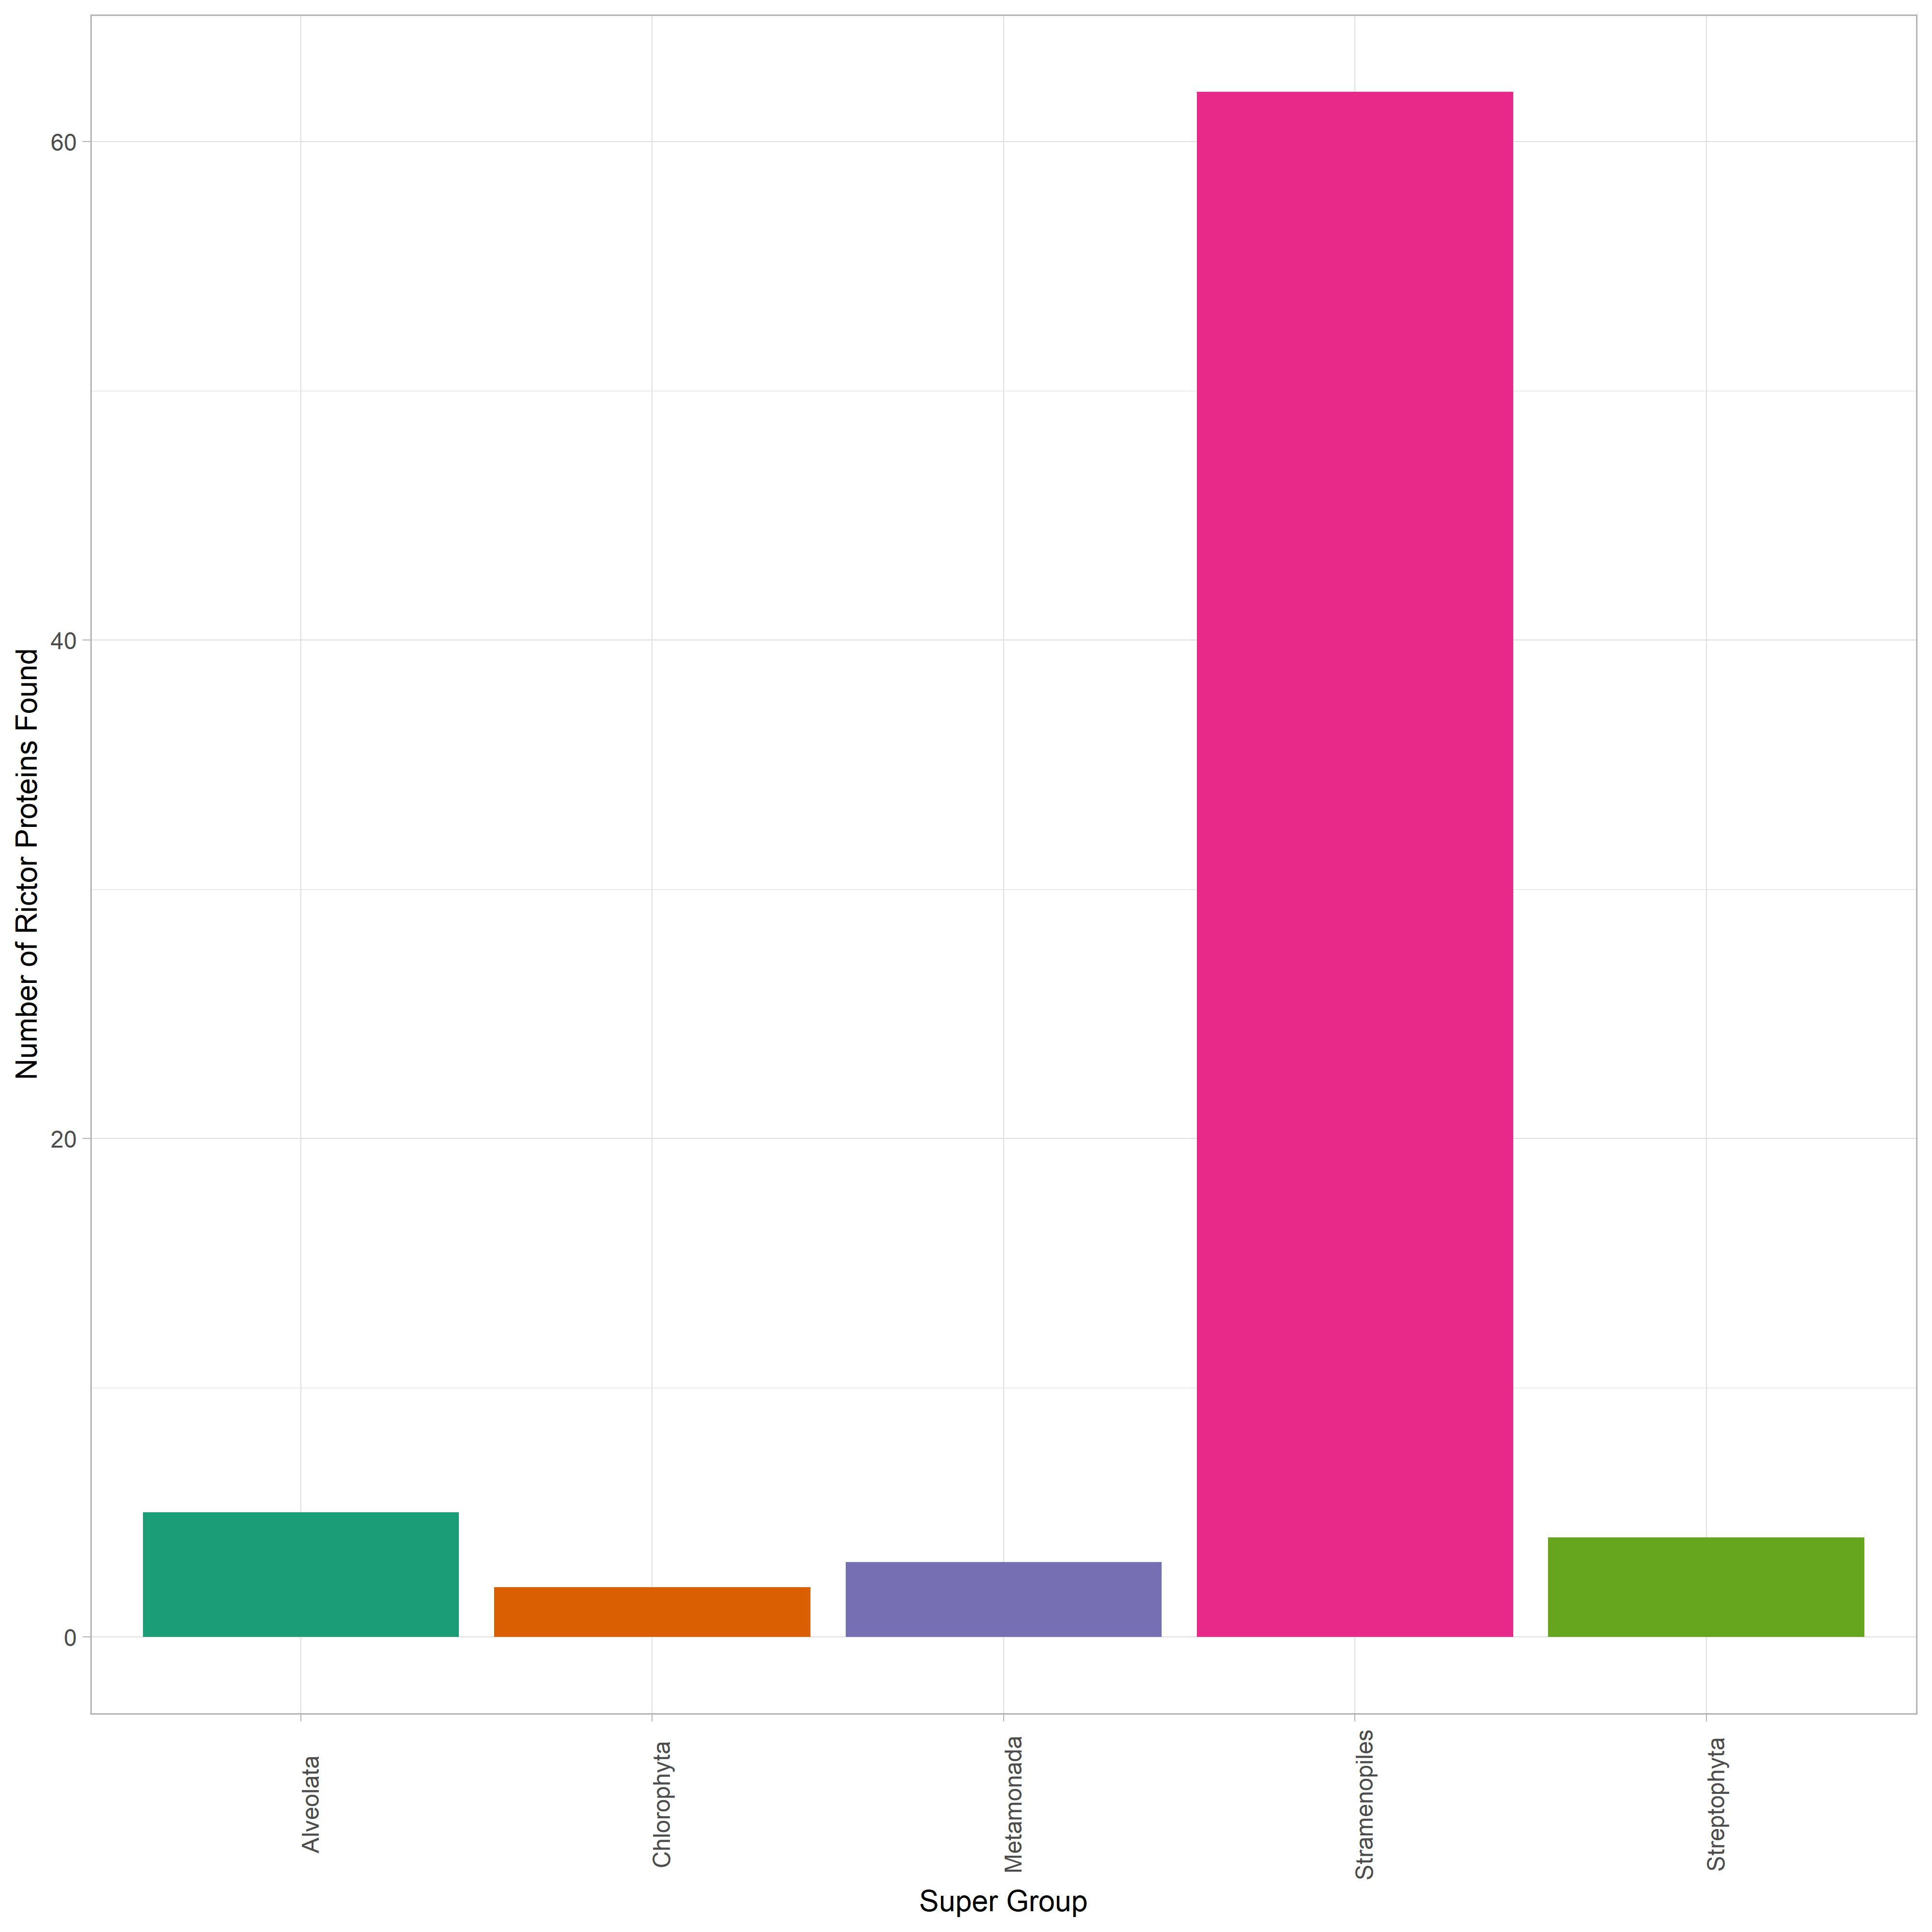 Number of Rictor Proteins Found
60
40
20
0
Alveolata
Chlorophyta
Metamonada
Stramenopiles
Streptophyta
Super Group